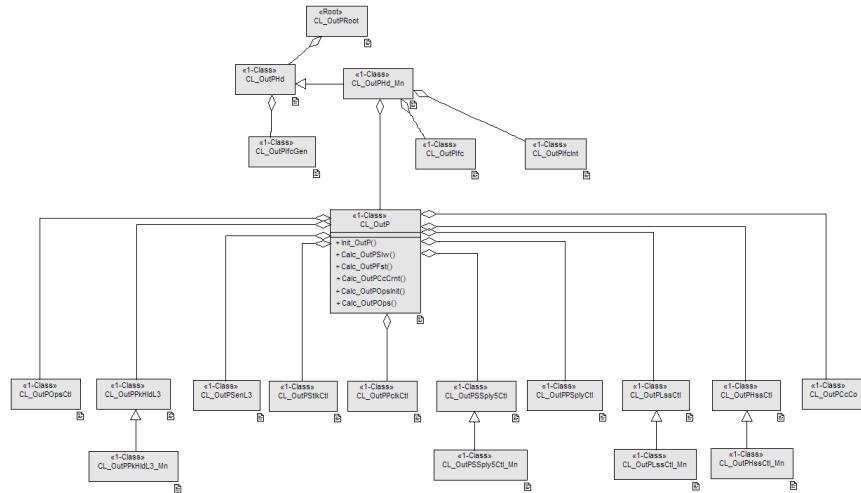 «Root»
CL_OutPRoot
«1-Class»
CL_OutPHd
«1-Class»
CL_OutPHd_Mn
«1-Class»
CL_OutPIfcGen
«1-Class»
CL_OutPIfc
«1-Class»
CL_OutPIfcInt
«1-Class»
CL_OutP
+ Init_OutP()
+ Calc_OutPSlw()
+ Calc_OutPFst()
+ Calc_OutPCcCrnt()
+ Calc_OutPOpsInit()
+ Calc_OutPOps()
«1-Class»
CL_OutPOpsCtl
«1-Class»
CL_OutPPkHldL3
«1-Class»
CL_OutPSenL3
«1-Class»
CL_OutPStkCtl
«1-Class»
CL_OutPPclkCtl
«1-Class»
CL_OutPSSply5Ctl
«1-Class»
CL_OutPPSplyCtl
«1-Class»
CL_OutPLssCtl
«1-Class»
CL_OutPHssCtl
«1-Class»
CL_OutPCcCo
«1-Class»
CL_OutPPkHldL3_Mn
«1-Class»
CL_OutPSSply5Ctl_Mn
«1-Class»
CL_OutPLssCtl_Mn
«1-Class»
CL_OutPHssCtl_Mn